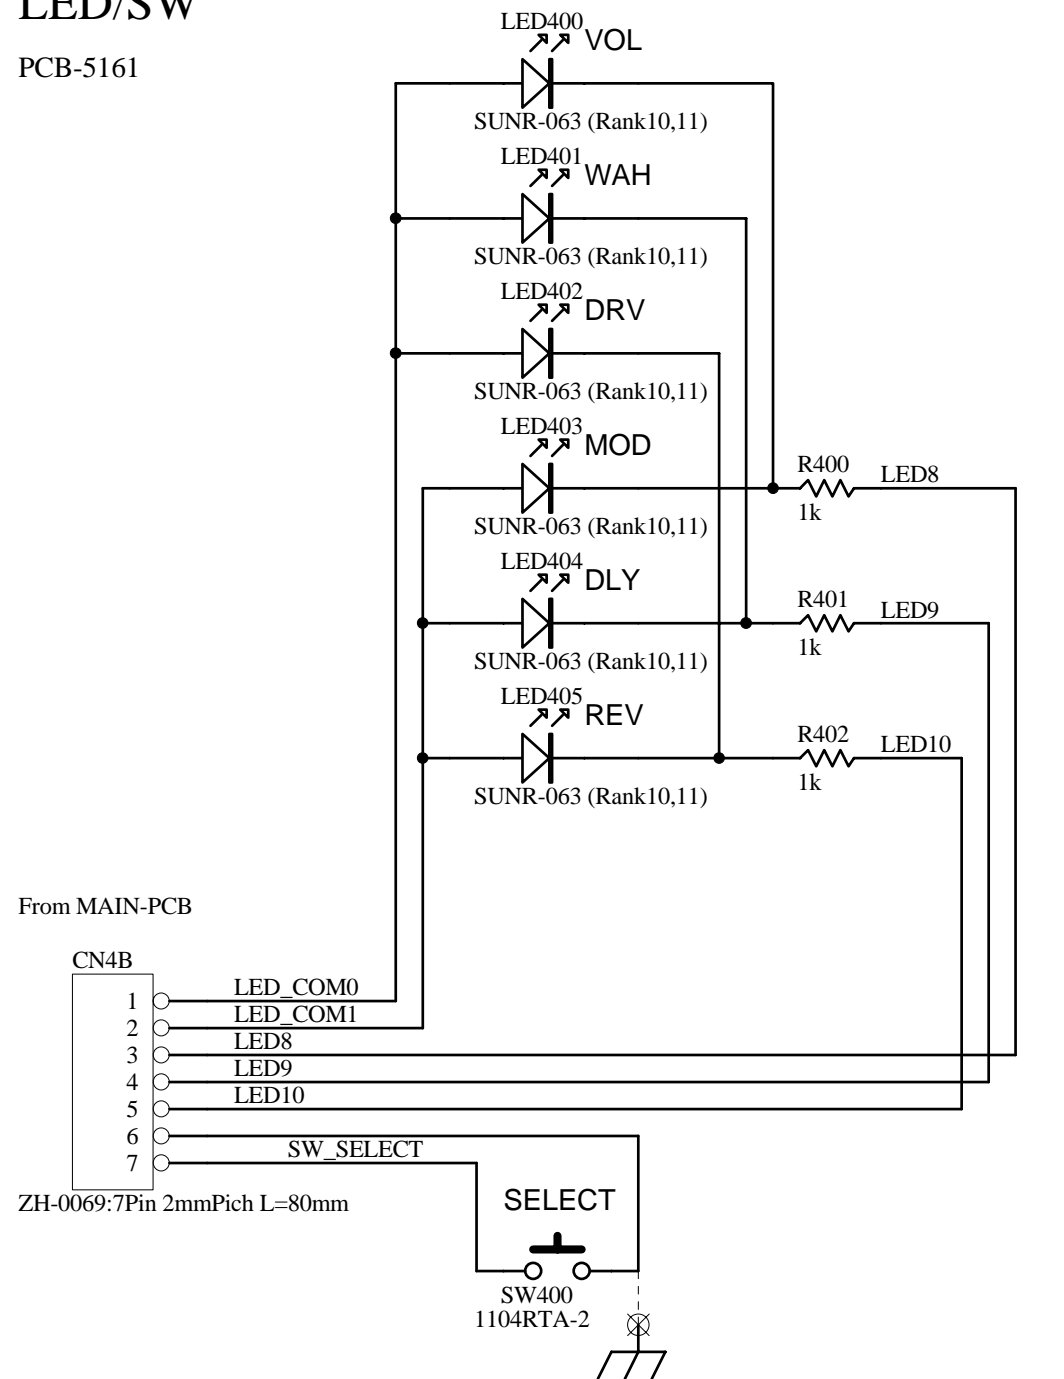 LED/SW
PCB-5161
LED400
VOL
SUNR-063 (Rank10,11)
LED401
WAH
SUNR-063 (Rank10,11)
LED402
DRV
SUNR-063 (Rank10,11)
LED403
MOD
SUNR-063 (Rank10,11)
R400
LED8
1k
LED404
DLY
SUNR-063 (Rank10,11)
R401
LED9
1k
LED405
REV
SUNR-063 (Rank10,11)
R402
LED10
1k
From MAIN-PCB
CN4B
1 LED_COM0
2 LED_COM1
3 LED8
4 LED9
5 LED10
6
7 SW_SELECT
ZH-0069:7Pin 2mmPich L=80mm
SELECT
SW400
1104RTA-2